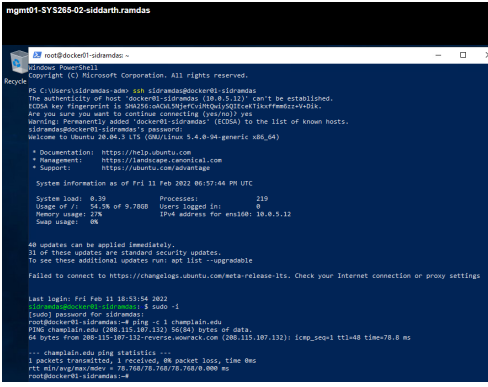 mgmt01-SYS265-02-siddarth.ramdas
root@docker01-sidramdas: ~
Recycle
Windows PowerShell
Copyright (C) Microsoft Corporation. All rights reserved.
PS C:\Users\sidramdas-adm> ssh sidramdas@docker01-sidramdas
The authenticity of host 'docker01-sidramdas (10.0.5.12)' can't be established.
ECDSA key fingerprint is
Are you sure you want to continue connecting (yes/no)? yes
Warning: Permanently added 'docker01-sidramdas' (ECDSA) to the list of known hosts.
sidramdas@docker01-sidramdas's password:
Welcome to Ubuntu 20.04.3 LTS (GNU/Linux 5.4.0-94-generic x86_64)
* Documentation: https://help.ubuntu.com
* Management: https://landscape.canonical.com
* Support: https://ubuntu.com/advantage
System information as of Fri 11 Feb 2022 06:57:44 PM UTC
System load: 0.39 Processes: 219
Usage of /: 54.5% of 9.78GB Users logged in: 0
Memory usage: 27% IPv4 address for ens160: 10.0.5.12
Swap usage: 0%
40 updates can be applied immediately.
31 of these updates are standard security updates.
To see these additional updates run: apt list --upgradable
Failed to connect to https://changelogs.ubuntu.com/meta-release-lts. Check your Internet connection or proxy settings
Last login: Fri Feb 11 18:53:54 2022
sidramdas@docker01-sidramdas: $ sudo -i
[sudo] password for sidramdas:
root@docker01-sidramdas:~# ping -c 1 champlain.edu
PING champlain.edu (208.115.107.132) 56(84) bytes of data.
64 bytes from 208-115-107-132-reverse.wowrack.com (208.115.107.132): icmp_seq=1 ttl=48 time=78.8 ms
--- champlain.edu ping statistics ---
1 packets transmitted, 1 received, 0% packet loss, time 0ms
rtt min/avg/max/mdev = 78.768/78.768/78.768/0.000 ms
root@docker01-sidramdas:~#